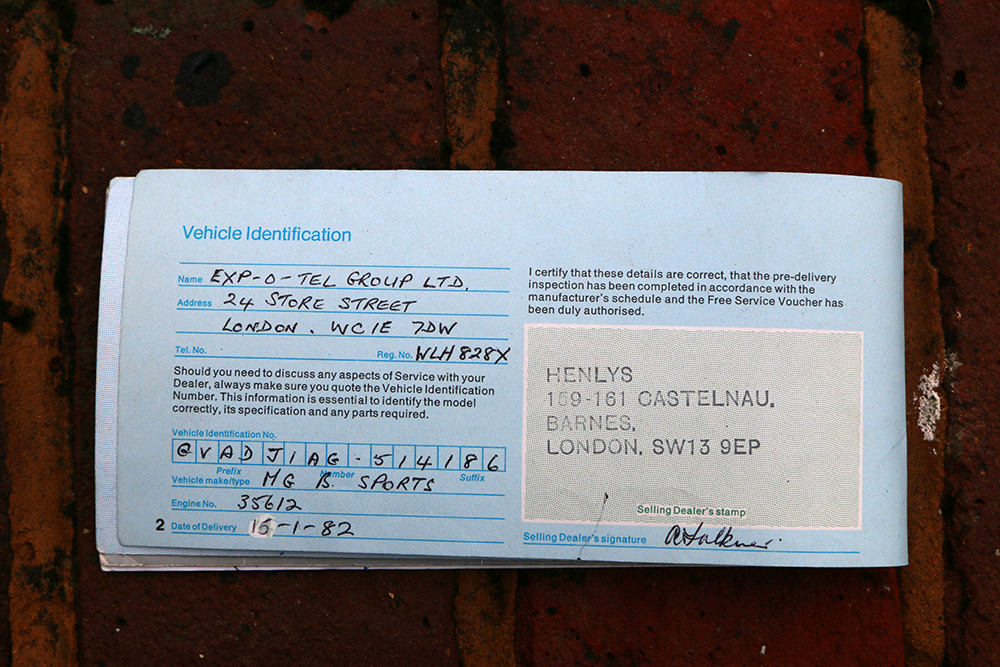 Vehicle Identification
Name EXP-O-TEL GROUP LTD,
Address 24 STORE STREET
LONDON. WC1E 7DW
Tel. No. Reg. No. WLH 828X
Should you need to discuss any aspects of Service with your
Dealer, always make sure you quote the Vehicle Identification
Number. This information is essential to identify the model
correctly, its specification and any parts required.
Vehicle Identification No.
GVADJ1AG-514186
Prefix Number Suffix
Vehicle make/type MG B. SPORTS
Engine No. 35612
2 Date of Delivery 15-1-82
I certify that these details are correct, that the pre-delivery
inspection has been completed in accordance with the
manufacturer's schedule and the Free Service Voucher has
been duly authorised.
HENLYS
159-161 CASTELNAU,
BARNES,
LONDON, SW13 9EP
Selling Dealer's stamp
Selling Dealer's signature